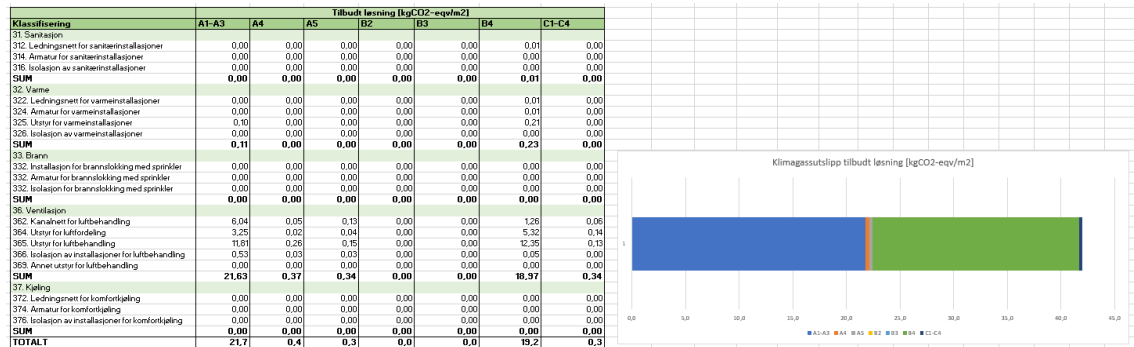 Tilbudt løsning [kgCO2-eqv/m2]
Klassifisering A1-A3 A4 A5 B2 B3 B4 C1-C4
31. Sanitasjon
312. Ledningsnett for sanitærinstallasjoner 0,00 0,00 0,00 0,00 0,00 0,01 0,00
314. Armatur for sanitærinstallasjoner 0,00 0,00 0,00 0,00 0,00 0,00 0,00
316. Isolasjon av sanitærinstallasjoner 0,00 0,00 0,00 0,00 0,00 0,00 0,00
SUM 0,00 0,00 0,00 0,00 0,00 0,01 0,00
32. Varme
322. Ledningsnett for varmeinstallasjoner 0,00 0,00 0,00 0,00 0,00 0,01 0,00
324. Armatur for varmeinstallasjoner 0,00 0,00 0,00 0,00 0,00 0,01 0,00
325. Utstyr for varmeinstallasjoner 0,10 0,00 0,00 0,00 0,00 0,21 0,00
326. Isolasjon av varmeinstallasjoner 0,00 0,00 0,00 0,00 0,00 0,00 0,00
SUM 0,11 0,00 0,00 0,00 0,00 0,23 0,00
33. Brann
332. Installasjon for brannslokking med sprinkler 0,00 0,00 0,00 0,00 0,00 0,00 0,00
332. Armatur for brannslokking med sprinkler 0,00 0,00 0,00 0,00 0,00 0,00 0,00
332. Isolasjon for brannslokking med sprinkler 0,00 0,00 0,00 0,00 0,00 0,00 0,00
SUM 0,00 0,00 0,00 0,00 0,00 0,00 0,00
36. Ventilasjon
362. Kanalnett for luftbehandling 6,04 0,05 0,13 0,00 0,00 1,26 0,06
364. Utstyr for luftfordeling 3,25 0,02 0,04 0,00 0,00 5,32 0,14
365. Utstyr for luftbehandling 11,81 0,26 0,15 0,00 0,00 12,35 0,13
366. Isolasjon av installasjoner for luftbehandling 0,53 0,03 0,03 0,00 0,00 0,05 0,00
369. Annet utstyr for luftbehandling 0,00 0,00 0,00 0,00 0,00 0,00 0,00
SUM 21,63 0,37 0,34 0,00 0,00 18,97 0,34
37. Kjøling
372. Ledningsnett for komfortkjøling 0,00 0,00 0,00 0,00 0,00 0,00 0,00
374. Armatur for komfortkjøling 0,00 0,00 0,00 0,00 0,00 0,00 0,00
376. Isolasjon av installasjoner for komfortkjøling 0,00 0,00 0,00 0,00 0,00 0,00 0,00
SUM 0,00 0,00 0,00 0,00 0,00 0,00 0,00
TOTALT 21,7 0,4 0,3 0,0 0,0 19,2 0,3
Klimagassutslipp tilbudt løsning [kgCO2-eqv/m2]
1
0,0 5,0 10,0 15,0 20,0 25,0 30,0 35,0 40,0 45,0
A1-A3 A4 A5 B2 B3 B4 C1-C4